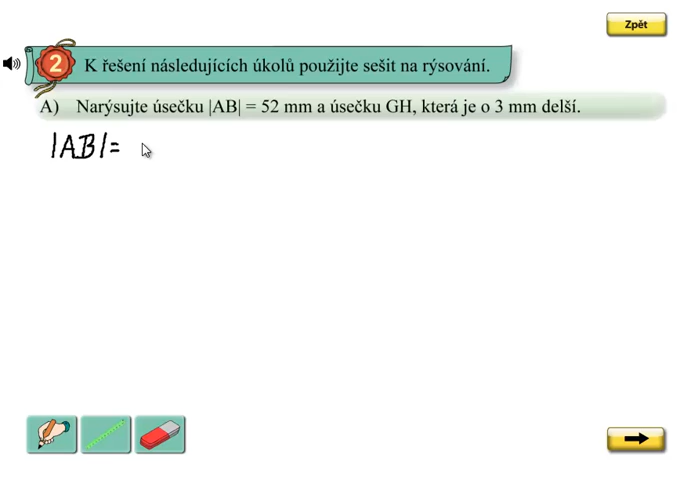 Zpět
2 K řešení následujících úkolů použijte sešit na rýsování.
A) Narýsujte úsečku |AB| = 52 mm a úsečku GH, která je o 3 mm delší.
|AB|=